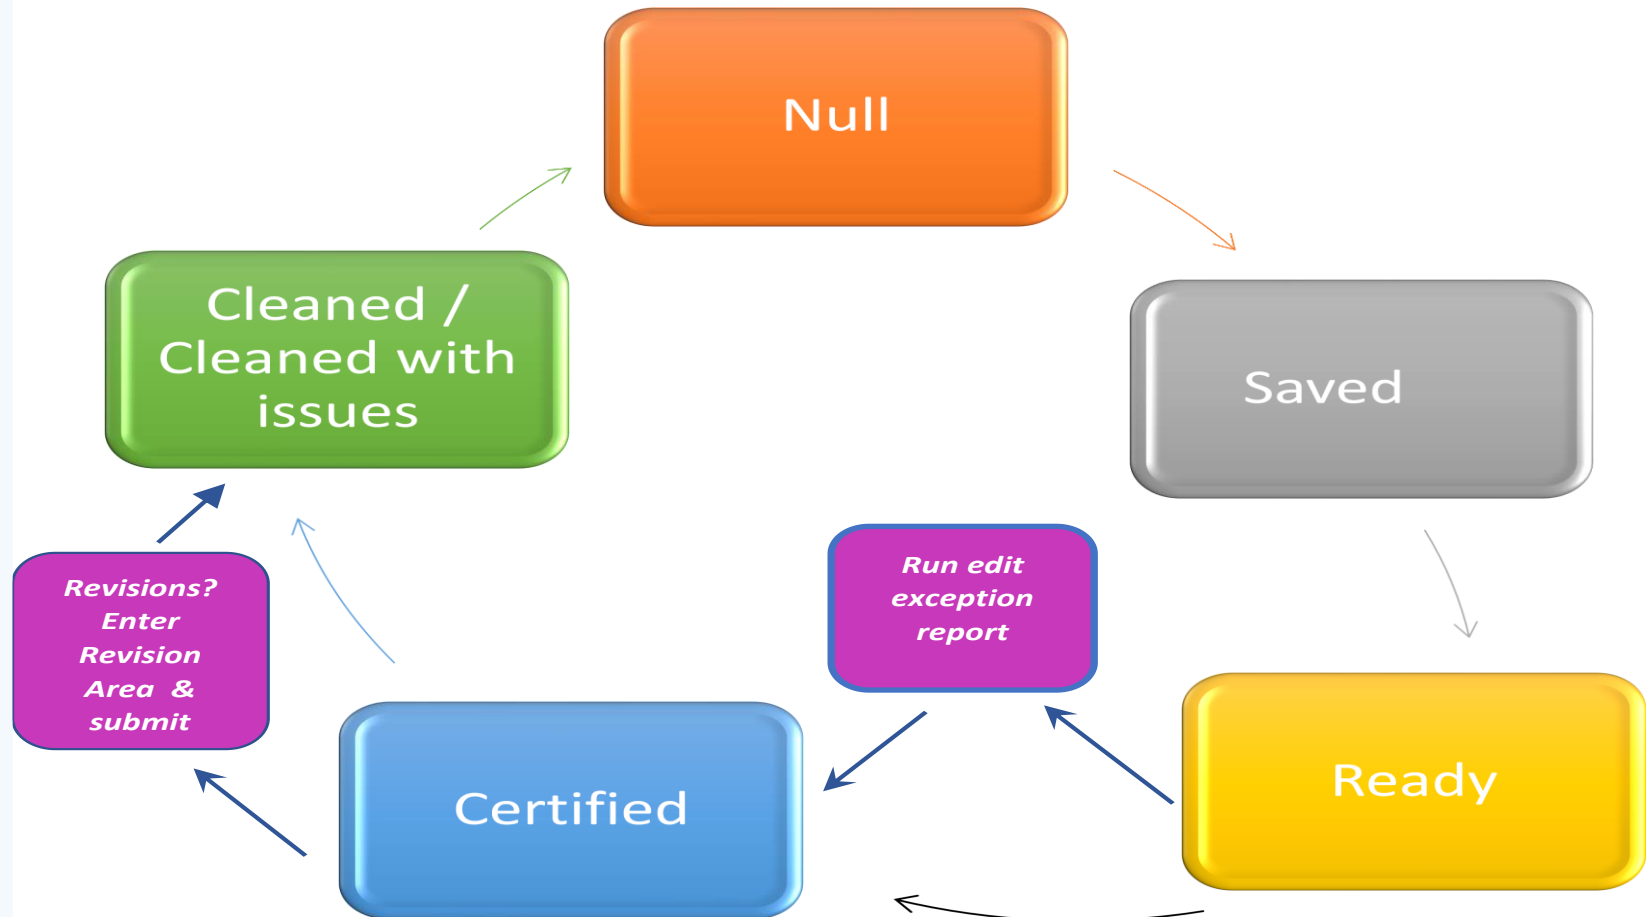 Null
Cleaned /
Cleaned with
issues
Saved
Run edit
exception
report
Revisions?
Enter
Revision
Area &
submit
Ready
Certified